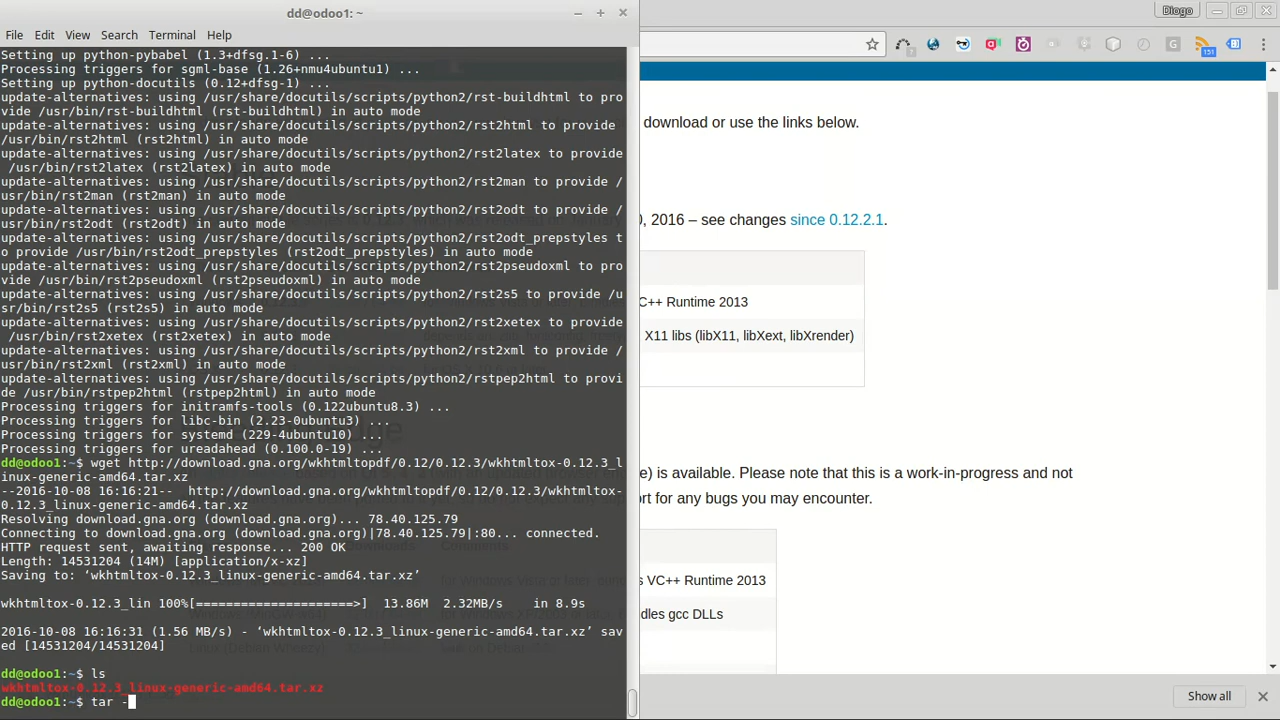 dd@odoo1: ~
File Edit View Search Terminal Help
Setting up python-pybabel (1.3+dfsg.1-6) ...
Processing triggers for sgml-base (1.26+nmu4ubuntu1) ...
Setting up python-docutils (0.12+dfsg-1) ...
update-alternatives: using /usr/share/docutils/scripts/python2/rst-buildhtml to pro
vide /usr/bin/rst-buildhtml (rst-buildhtml) in auto mode
update-alternatives: using /usr/share/docutils/scripts/python2/rst2html to provide
/usr/bin/rst2html (rst2html) in auto mode
update-alternatives: using /usr/share/docutils/scripts/python2/rst2latex to provide
/usr/bin/rst2latex (rst2latex) in auto mode
update-alternatives: using /usr/share/docutils/scripts/python2/rst2man to provide /
usr/bin/rst2man (rst2man) in auto mode
update-alternatives: using /usr/share/docutils/scripts/python2/rst2odt to provide /
usr/bin/rst2odt (rst2odt) in auto mode
update-alternatives: using /usr/share/docutils/scripts/python2/rst2odt_prepstyles t
o provide /usr/bin/rst2odt_prepstyles (rst2odt_prepstyles) in auto mode
update-alternatives: using /usr/share/docutils/scripts/python2/rst2pseudoxml to pro
vide /usr/bin/rst2pseudoxml (rst2pseudoxml) in auto mode
update-alternatives: using /usr/share/docutils/scripts/python2/rst2s5 to provide /u
sr/bin/rst2s5 (rst2s5) in auto mode
update-alternatives: using /usr/share/docutils/scripts/python2/rst2xetex to provide
/usr/bin/rst2xetex (rst2xetex) in auto mode
update-alternatives: using /usr/share/docutils/scripts/python2/rst2xml to provide /
usr/bin/rst2xml (rst2xml) in auto mode
update-alternatives: using /usr/share/docutils/scripts/python2/rstpep2html to provi
de /usr/bin/rstpep2html (rstpep2html) in auto mode
Processing triggers for initramfs-tools (0.122ubuntu8.3) ...
Processing triggers for libc-bin (2.23-0ubuntu3) ...
Processing triggers for systemd (229-4ubuntu10) ...
Processing triggers for ureadahead (0.100.0-19) ...
dd@odoo1:~$ wget http://download.gna.org/wkhtmltopdf/0.12/0.12.3/wkhtmltox-0.12.3_l
inux-generic-amd64.tar.xz
--2016-10-08 16:16:21-- http://download.gna.org/wkhtmltopdf/0.12/0.12.3/wkhtmltox-
0.12.3_linux-generic-amd64.tar.xz
Resolving download.gna.org (download.gna.org)... 78.40.125.79
Connecting to download.gna.org (download.gna.org)|78.40.125.79|:80... connected.
HTTP request sent, awaiting response... 200 OK
Length: 14531204 (14M) [application/x-xz]
Saving to: ‘wkhtmltox-0.12.3_linux-generic-amd64.tar.xz’
wkhtmltox-0.12.3_lin 100%[=====================>] 13.86M 2.32MB/s in 8.9s
2016-10-08 16:16:31 (1.56 MB/s) - ‘wkhtmltox-0.12.3_linux-generic-amd64.tar.xz’ sav
ed [14531204/14531204]
dd@odoo1:~$ ls
wkhtmltox-0.12.3_linux-generic-amd64.tar.xz
dd@odoo1:~$ tar -
Diogo
151
download or use the links below.
), 2016 – see changes since 0.12.2.1.
C++ Runtime 2013
X11 libs (libX11, libXext, libXrender)
e) is available. Please note that this is a work-in-progress and not
rt for any bugs you may encounter.
s VC++ Runtime 2013
ndles gcc DLLs
Show all